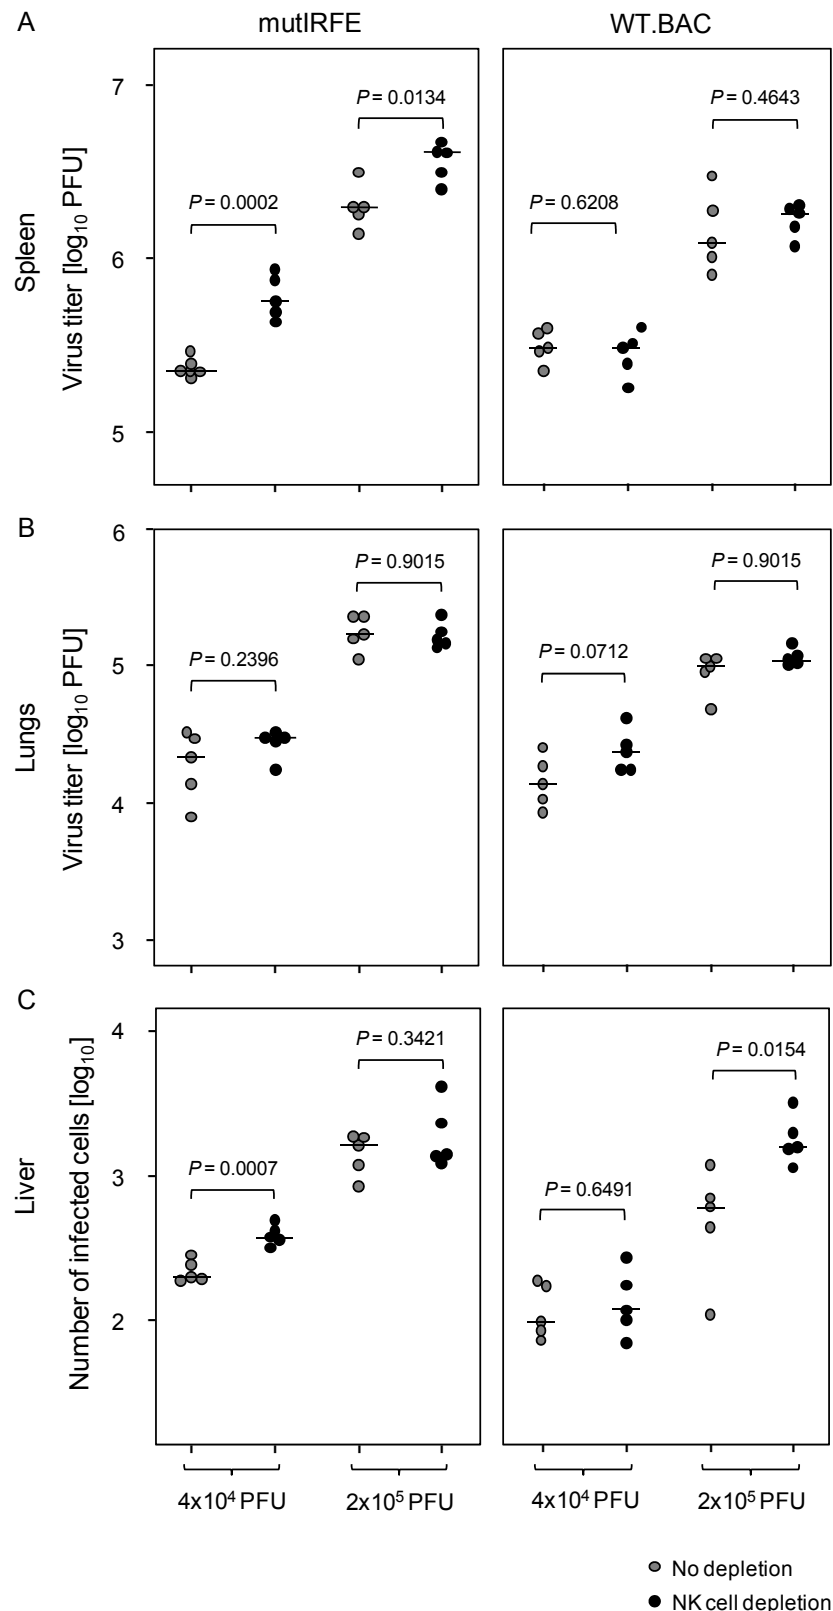 A
mutIRFE
WT.BAC
Spleen
Virus titer [log10 PFU]
7
6
5
P = 0.0002
P = 0.0134
P = 0.6208
P = 0.4643
B
Lungs
Virus titer [log10 PFU]
6
5
4
3
P = 0.2396
P = 0.9015
P = 0.0712
P = 0.9015
C
Liver
Number of infected cells [log10]
4
3
2
P = 0.0007
P = 0.3421
P = 0.6491
P = 0.0154
4x10⁴ PFU
2x10⁵ PFU
4x10⁴ PFU
2x10⁵ PFU
No depletion
NK cell depletion